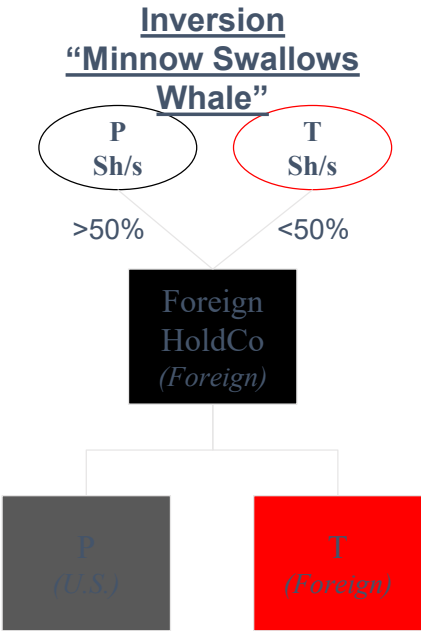 Inversion
“Minnow Swallows
Whale”
P
Sh/s
T
Sh/s
>50%
<50%
Foreign
HoldCo
(Foreign)
P
(U.S.)
T
(Foreign)